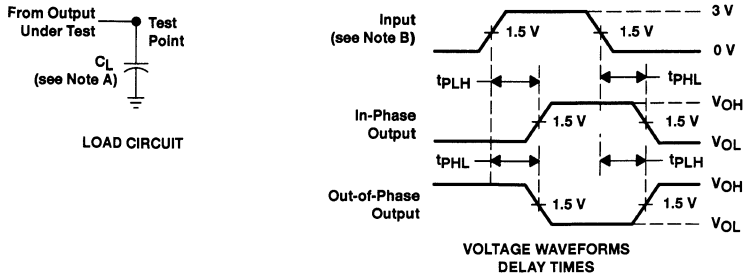 From Output
Under Test
Test
Point
CL
(see Note A)
LOAD CIRCUIT
Input
(see Note B)
1.5 V
1.5 V
3 V
0 V
tPLH
tPHL
In-Phase
Output
1.5 V
1.5 V
VOH
VOL
tPHL
tPLH
Out-of-Phase
Output
1.5 V
1.5 V
VOH
VOL
VOLTAGE WAVEFORMS
DELAY TIMES